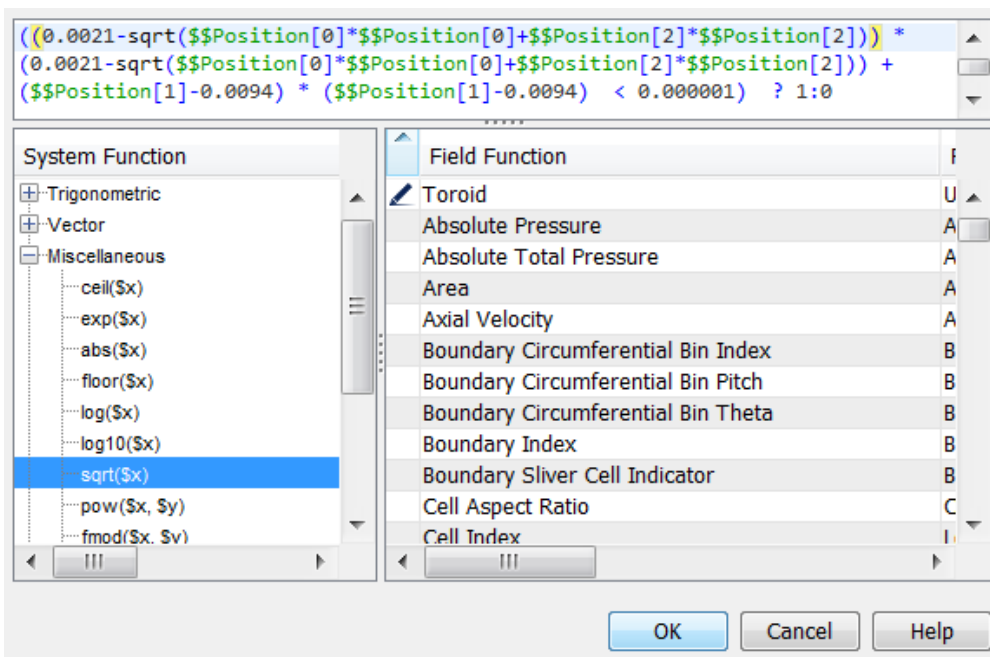 ((0.0021-sqrt($$Position[0]*$$Position[0]+$$Position[2]*$$Position[2])) *
(0.0021-sqrt($$Position[0]*$$Position[0]+$$Position[2]*$$Position[2])) +
($$Position[1]-0.0094) * ($$Position[1]-0.0094)  < 0.000001)  ? 1:0
System Function
Trigonometric
Vector
Miscellaneous
ceil($x)
exp($x)
abs($x)
floor($x)
log($x)
log10($x)
sqrt($x)
pow($x, $y)
fmod($x, $y)
Field Function
Toroid
Absolute Pressure
Absolute Total Pressure
Area
Axial Velocity
Boundary Circumferential Bin Index
Boundary Circumferential Bin Pitch
Boundary Circumferential Bin Theta
Boundary Index
Boundary Sliver Cell Indicator
Cell Aspect Ratio
Cell Index
OK
Cancel
Help